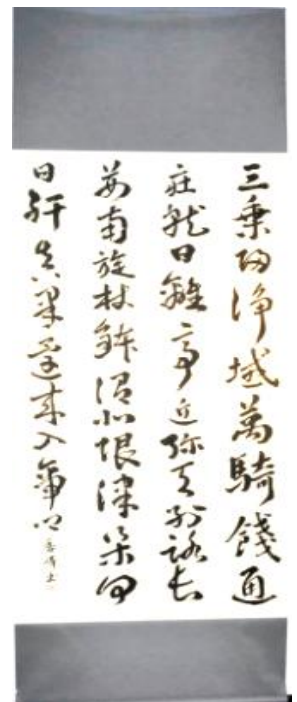 三乘歸淨域萬騎餞通
莊就日離亭近弥天別路長
荊南旋杖鉢渭北限津梁何
日紆真果還來入帝鄉